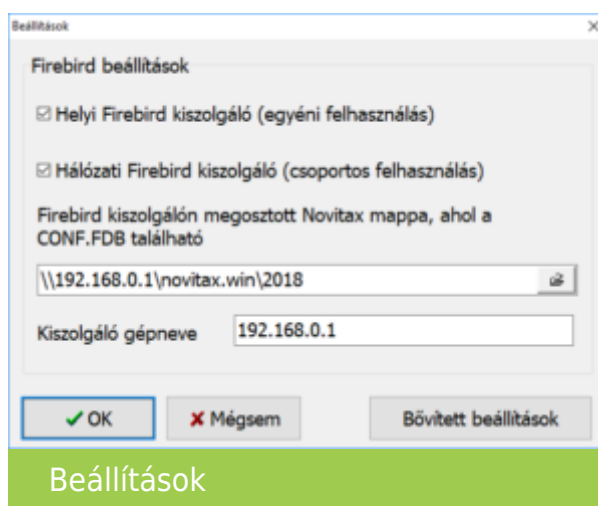 Beállítások
Firebird beállítások
Helyi Firebird kiszolgáló (egyéni felhasználás)
Hálózati Firebird kiszolgáló (csoportos felhasználás)
Firebird kiszolgálón megosztott Novitax mappa, ahol a
CONF.FDB található
\\192.168.0.1\novitax.win\2018
Kiszolgáló gépneve 192.168.0.1
OK Mégsem Bővített beállítások
Beállítások